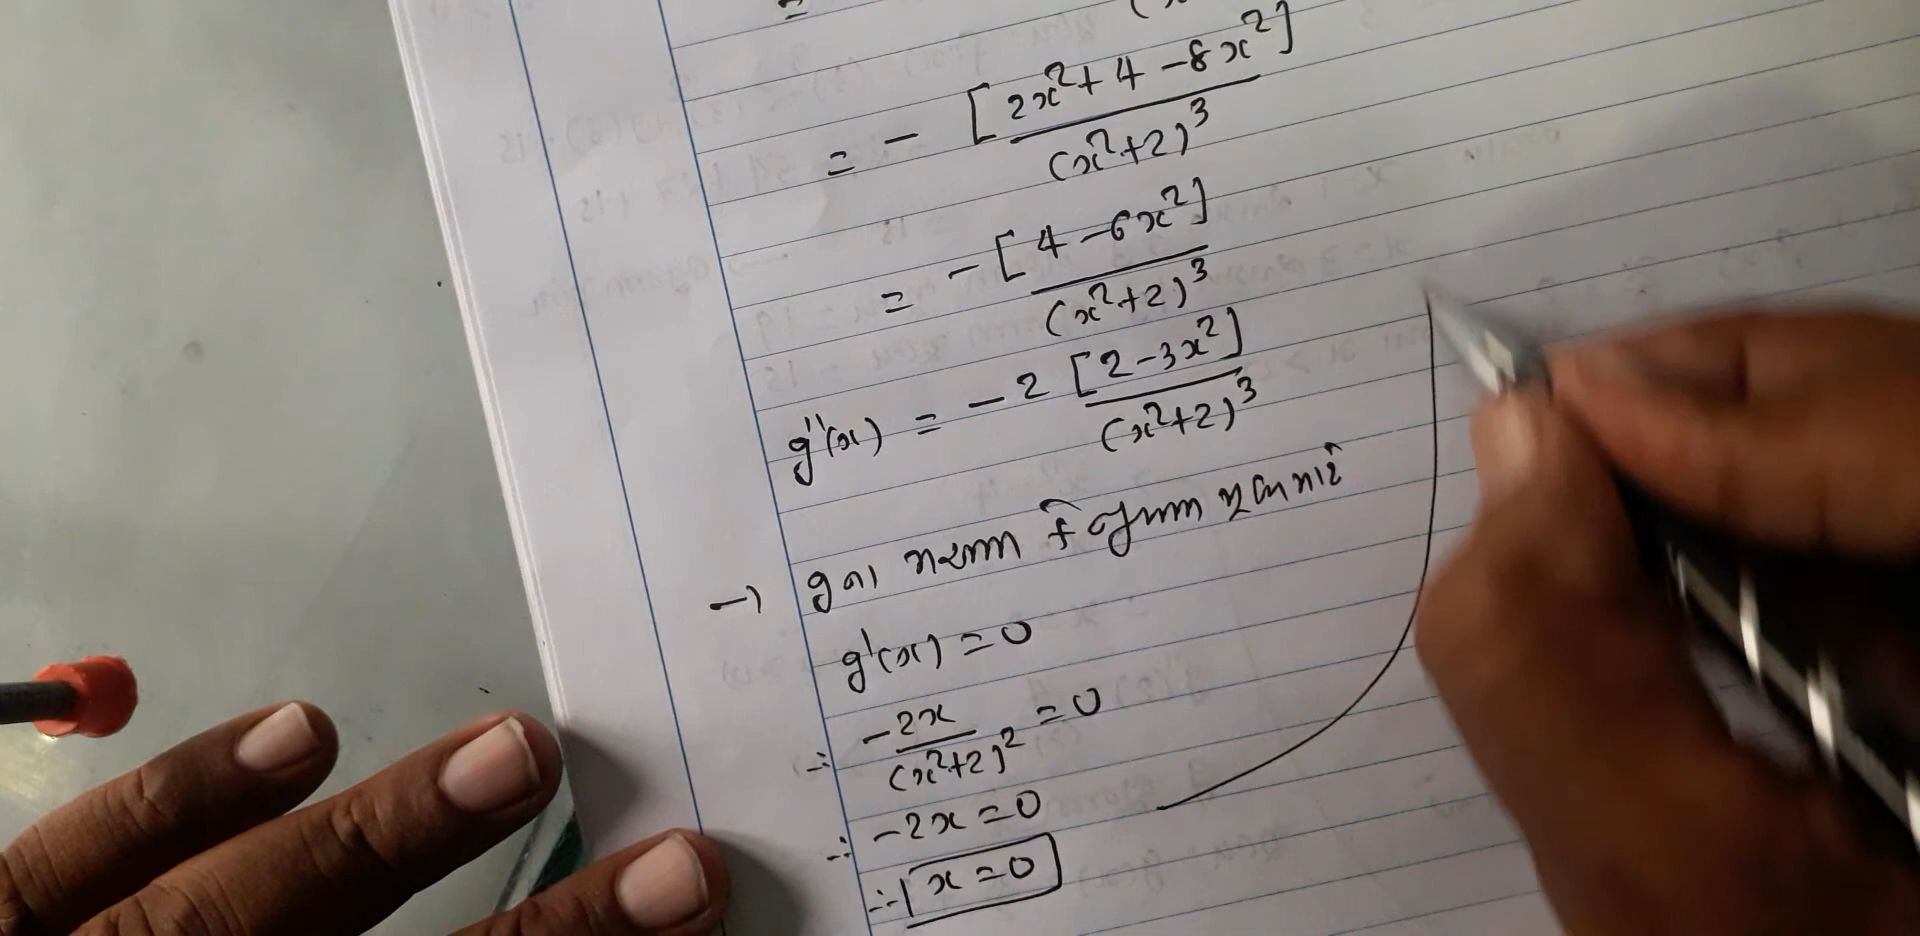 = - [2x²+4-8x²] / (x²+2)³
= -[4-6x²] / (x²+2)³
g''(x) = -2 [2-3x²] / (x²+2)³
→ g ના
g'(x) = 0
∴ -2x / (x²+2)² = 0
∴ -2x = 0
∴ x = 0